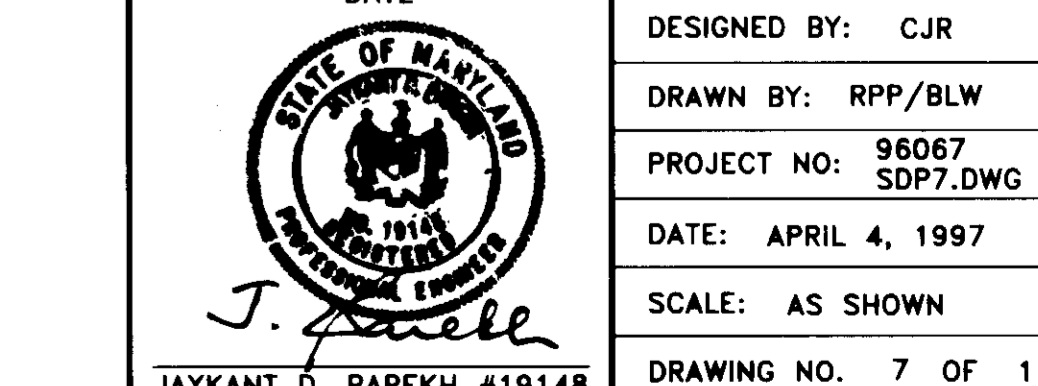 DATE
STATE OF MARYLAND
NO. 19148
REGISTERED
PROFESSIONAL ENGINEER
J. Parekh
JAYKANT D. PAREKH #19148
DESIGNED BY: CJR
DRAWN BY: RPP/BLW
PROJECT NO: 96067
SDP7.DWG
DATE: APRIL 4, 1997
SCALE: AS SHOWN
DRAWING NO. 7 OF 1